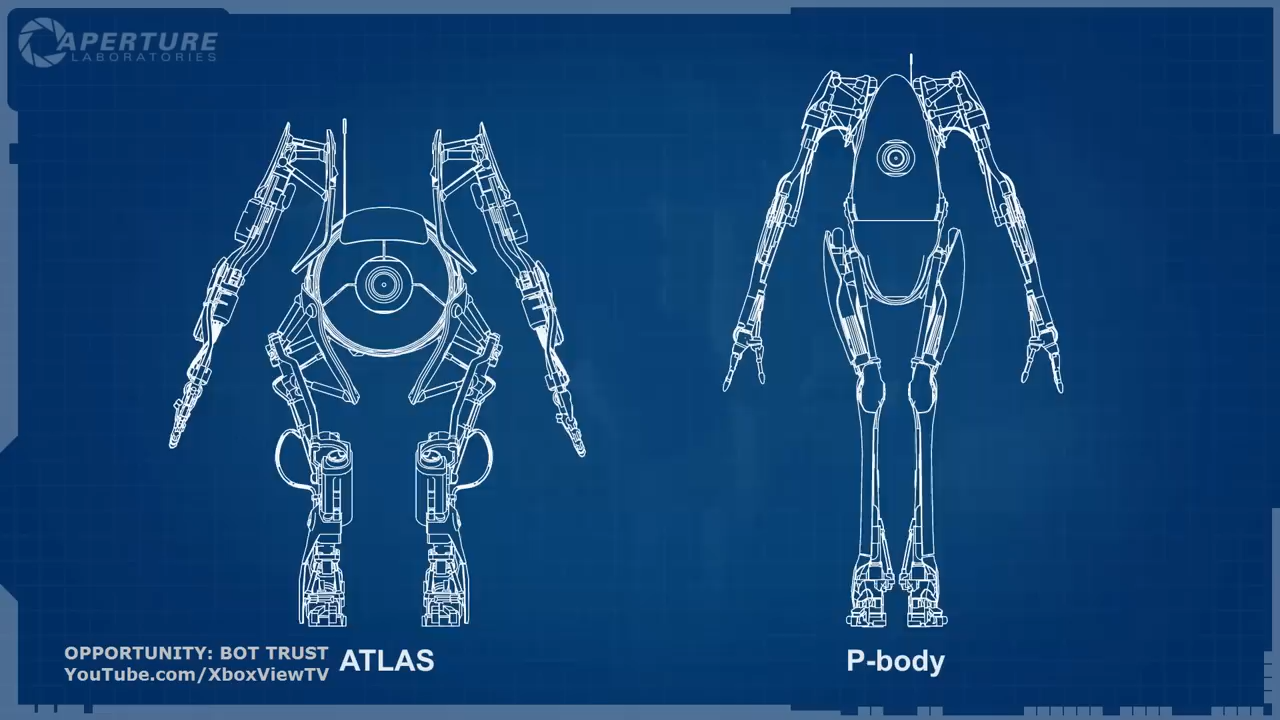 APERTURE
LABORATORIES
OPPORTUNITY: BOT TRUST
YouTube.com/XboxViewTV
ATLAS
P-body